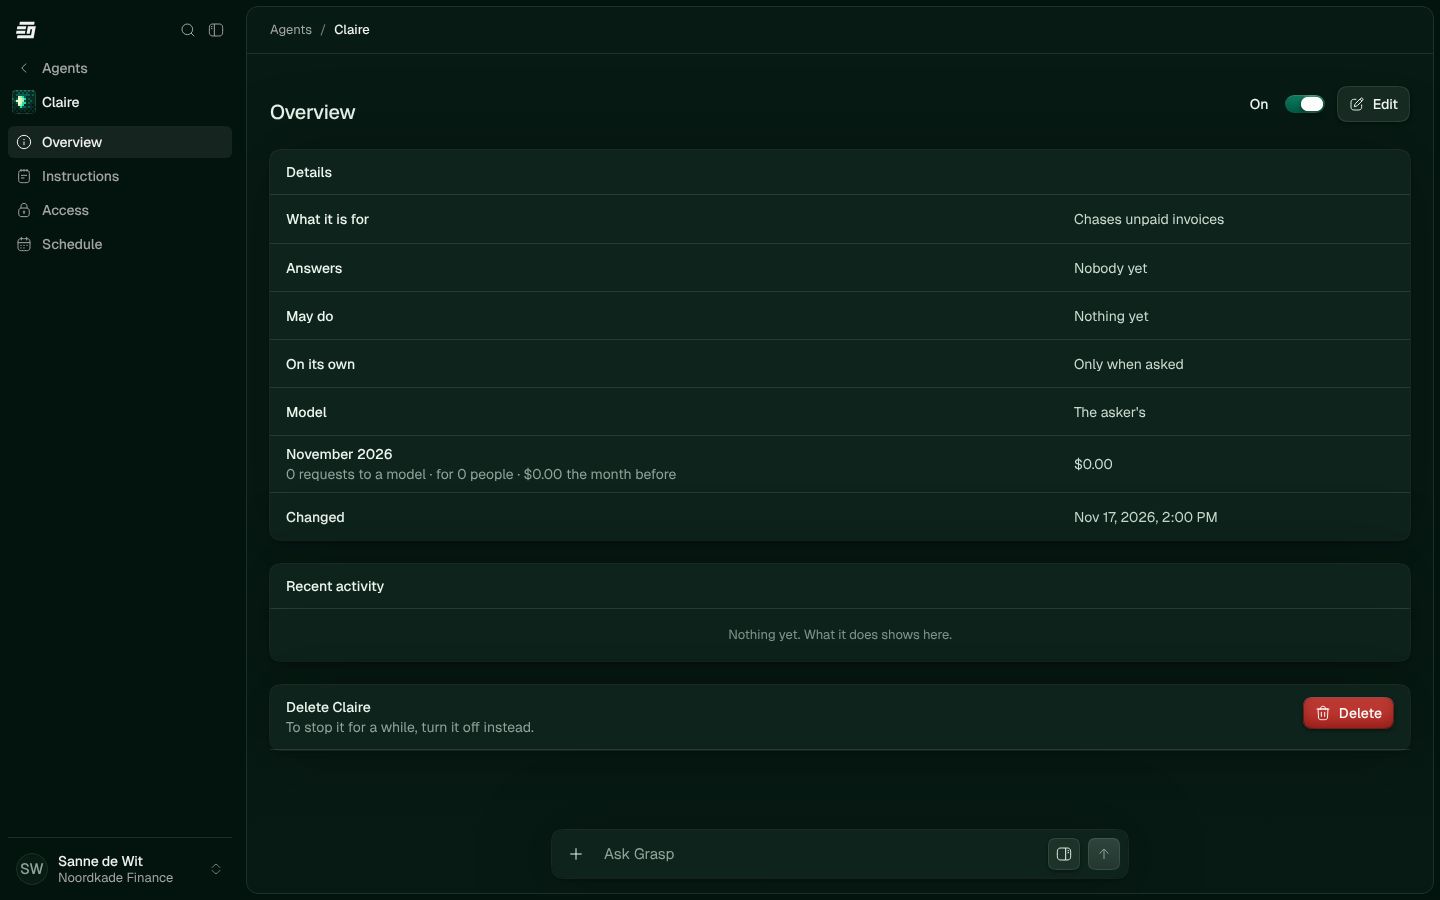 Agents
Claire
Overview
Instructions
Access
Schedule
Sanne de Wit
Noordkade Finance
SW
Agents / Claire
Overview
On
Edit
Details
What it is for
Chases unpaid invoices
Answers
Nobody yet
May do
Nothing yet
On its own
Only when asked
Model
The asker's
November 2026
0 requests to a model · for 0 people · $0.00 the month before
$0.00
Changed
Nov 17, 2026, 2:00 PM
Recent activity
Nothing yet. What it does shows here.
Delete Claire
To stop it for a while, turn it off instead.
Delete
Ask Grasp